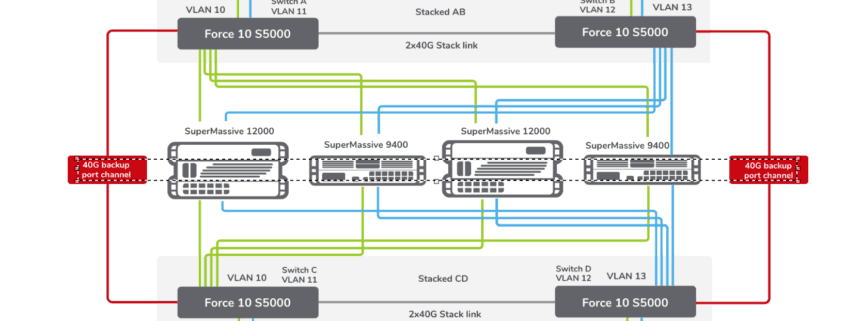 VLAN 10
Switch A
VLAN 11
Stacked AB
Switch B
VLAN 12
VLAN 13
Force 10 S5000
Force 10 S5000
2x40G Stack link
SuperMassive 12000
SuperMassive 9400
SuperMassive 12000
SuperMassive 9400
40G backup
port channel
40G backup
port channel
VLAN 10
Switch C
VLAN 11
Stacked CD
Switch D
VLAN 12
VLAN 13
Force 10 S5000
Force 10 S5000
2x40G Stack link